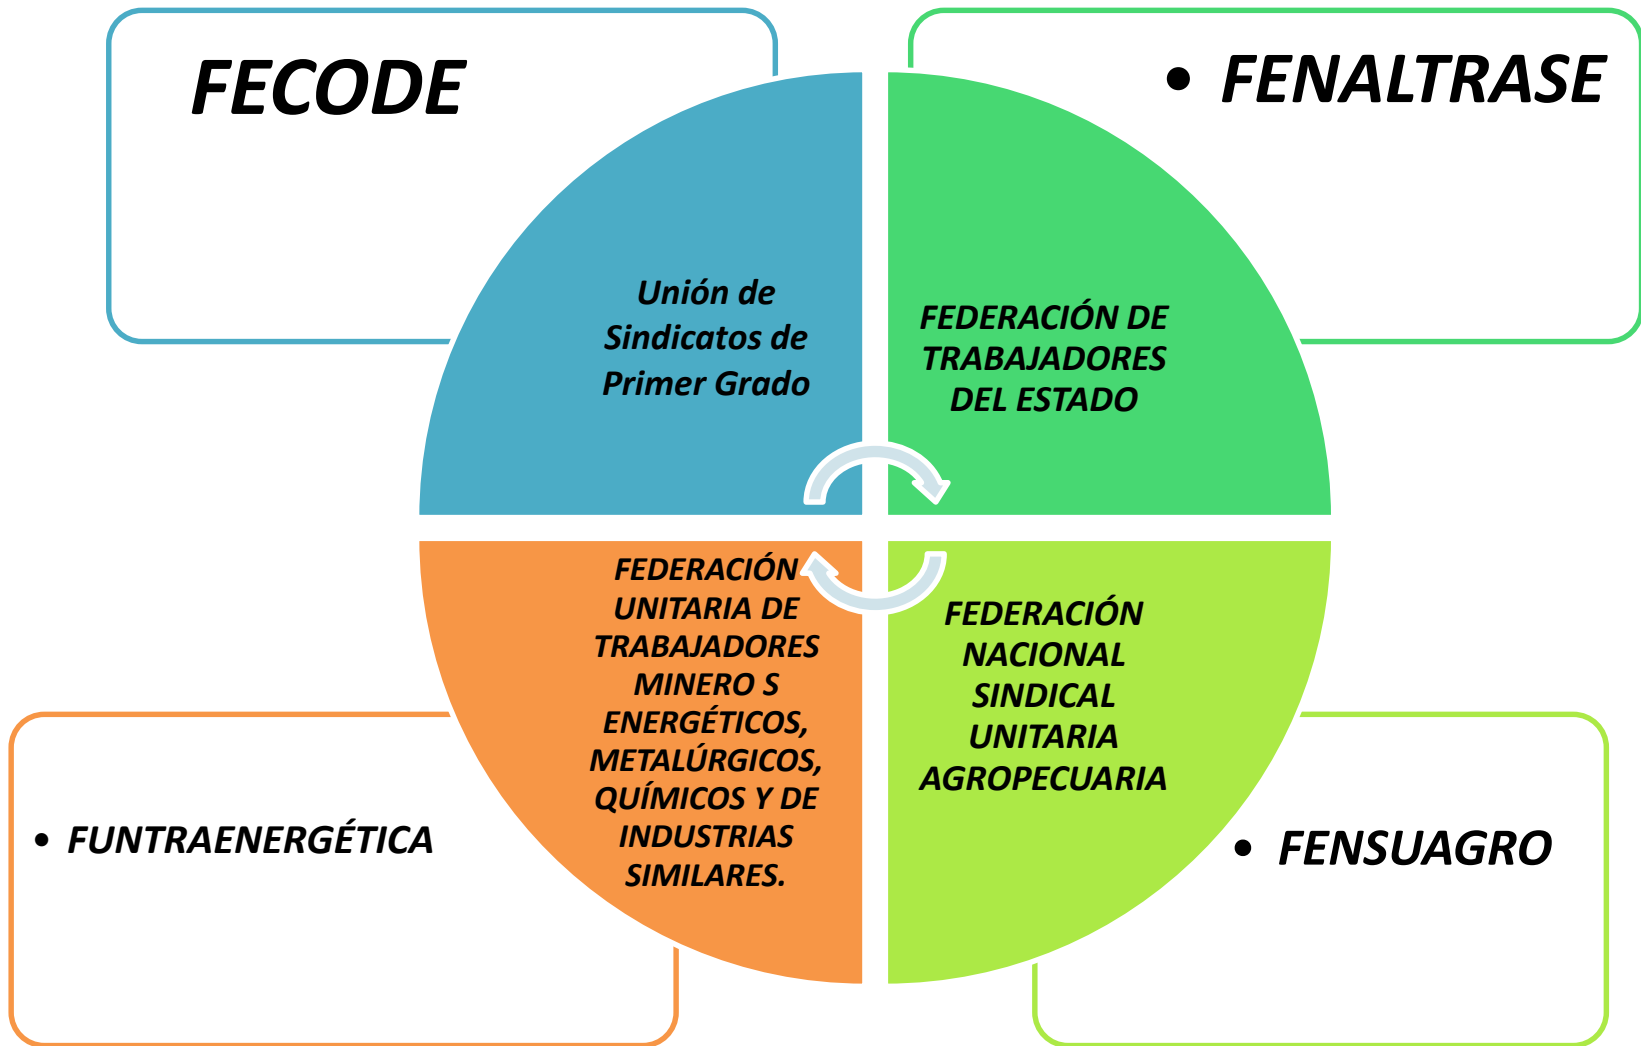 FECODE
Unión de
Sindicatos de
Primer Grado
• FENALTRASE
FEDERACIÓN DE
TRABAJADORES
DEL ESTADO
FEDERACIÓN
UNITARIA DE
TRABAJADORES
MINERO S
ENERGÉTICOS,
METALÚRGICOS,
QUÍMICOS Y DE
INDUSTRIAS
SIMILARES.
• FUNTRAENERGÉTICA
FEDERACIÓN
NACIONAL
SINDICAL
UNITARIA
AGROPECUARIA
• FENSUAGRO